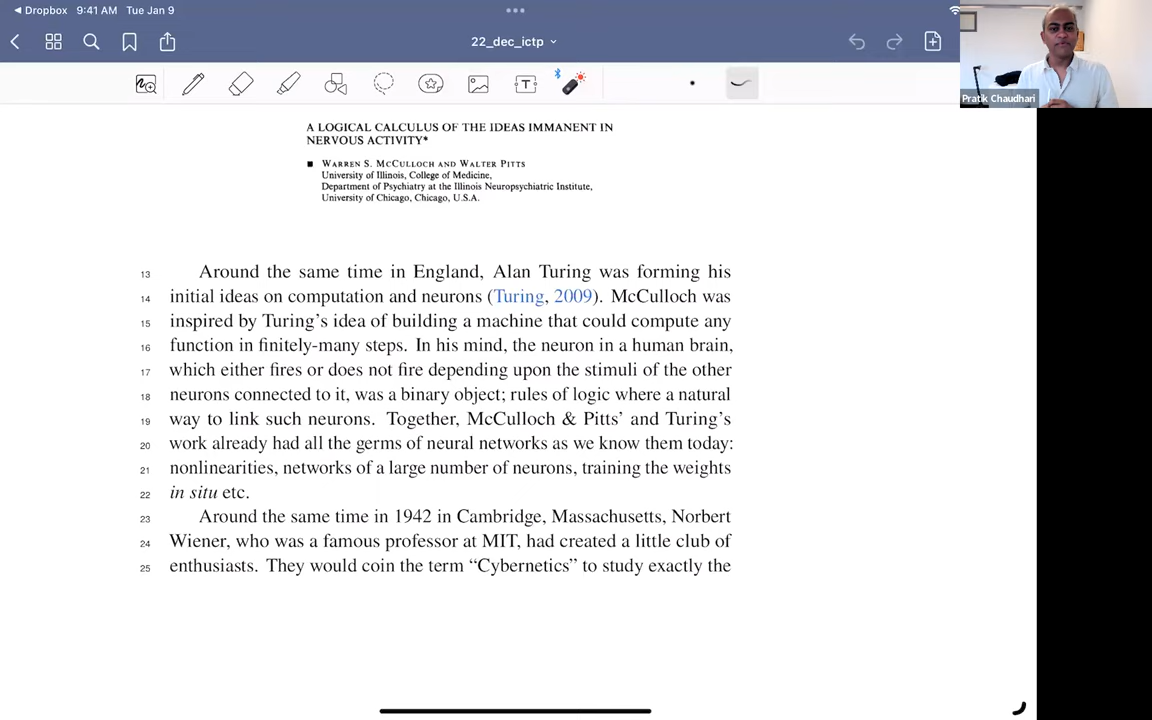 Dropbox 9:41 AM Tue Jan 9
22_dec_ictp
T
Pratik Chaudhari
A LOGICAL CALCULUS OF THE IDEAS IMMANENT IN
NERVOUS ACTIVITY*
WARREN S. MCCULLOCH AND WALTER PITTS
University of Illinois, College of Medicine,
Department of Psychiatry at the Illinois Neuropsychiatric Institute,
University of Chicago, Chicago, U.S.A.
13 Around the same time in England, Alan Turing was forming his
14 initial ideas on computation and neurons (Turing, 2009). McCulloch was
15 inspired by Turing's idea of building a machine that could compute any
16 function in finitely-many steps. In his mind, the neuron in a human brain,
17 which either fires or does not fire depending upon the stimuli of the other
18 neurons connected to it, was a binary object; rules of logic where a natural
19 way to link such neurons. Together, McCulloch & Pitts' and Turing's
20 work already had all the germs of neural networks as we know them today:
21 nonlinearities, networks of a large number of neurons, training the weights
22 in situ etc.
23 Around the same time in 1942 in Cambridge, Massachusetts, Norbert
24 Wiener, who was a famous professor at MIT, had created a little club of
25 enthusiasts. They would coin the term “Cybernetics” to study exactly the